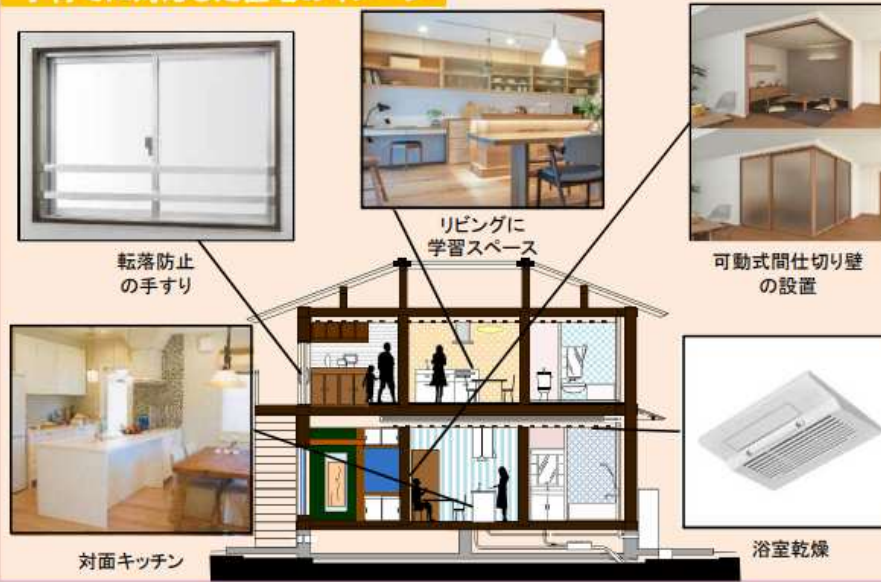 転落防止
の手すり
リビングに
学習スペース
可動式間仕切り壁
の設置
対面キッチン
浴室乾燥